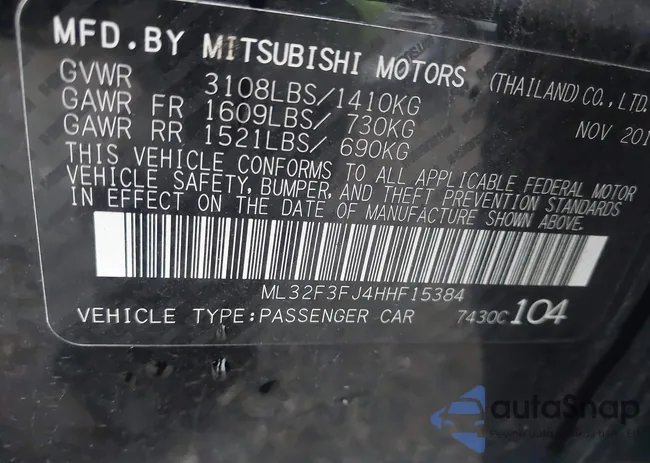 MFD.BY MITSUBISHI MOTORS (THAILAND)CO.,LTD.
GVWR 3108LBS/1410KG
GAWR FR 1609LBS/ 730KG NOV 201
GAWR RR 1521LBS/ 690KG
THIS VEHICLE CONFORMS TO ALL APPLICABLE FEDERAL MOTOR
VEHICLE SAFETY, BUMPER, AND THEFT PREVENTION STANDARDS
IN EFFECT ON THE DATE OF MANUFACTURE SHOWN ABOVE.
ML32F3FJ4HHF15384
VEHICLE TYPE:PASSENGER CAR 7430C 104
autoSnap